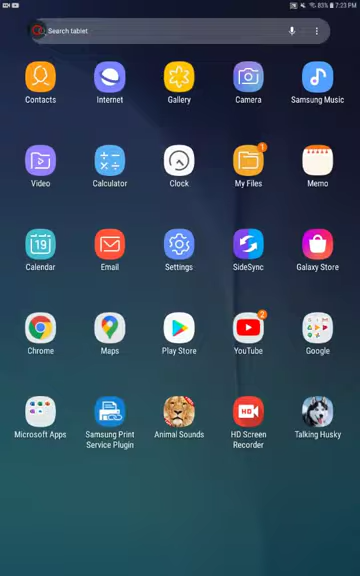 83% 7:23 PM
Search tablet
Contacts
Internet
Gallery
Camera
Samsung Music
Video
Calculator
Clock
1
My Files
Memo
19
Calendar
Email
Settings
SideSync
Galaxy Store
Chrome
Maps
Play Store
2
YouTube
Google
Microsoft Apps
Samsung Print
Service Plugin
Animal Sounds
HD
HD Screen
Recorder
Talking Husky